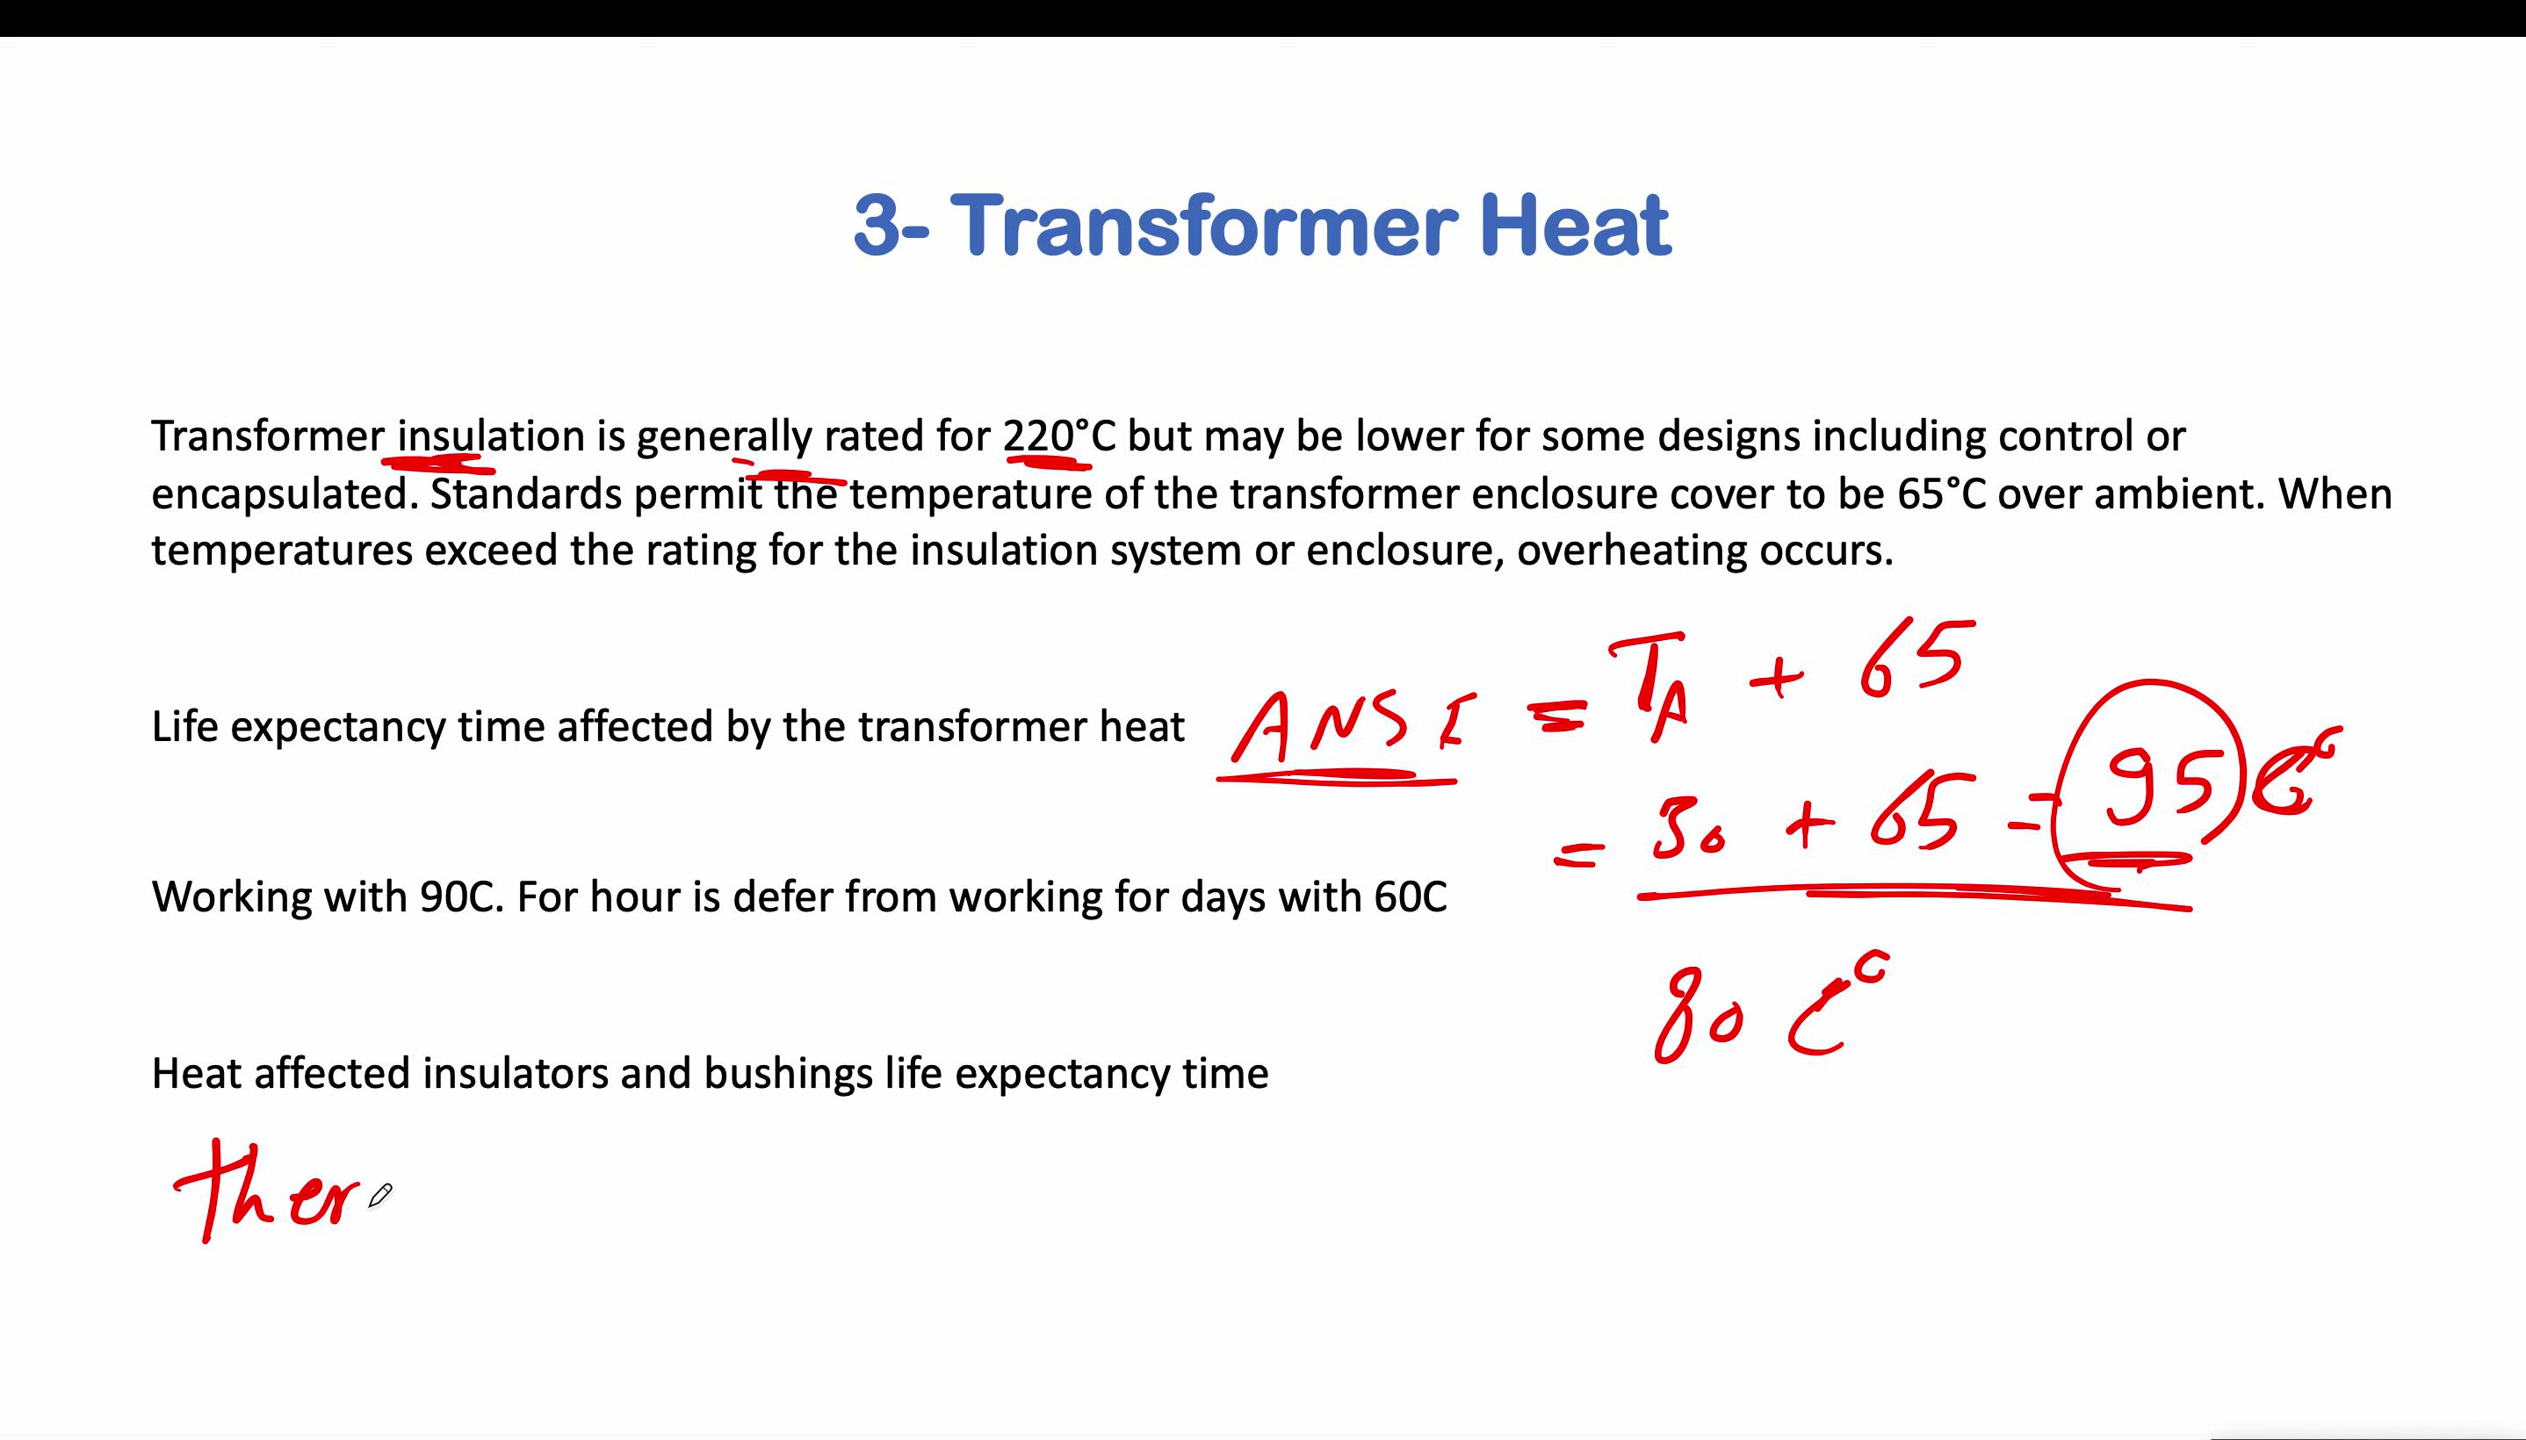 3- Transformer Heat
Transformer insulation is generally rated for 220°C but may be lower for some designs including control or
encapsulated. Standards permit the temperature of the transformer enclosure cover to be 65°C over ambient. When
temperatures exceed the rating for the insulation system or enclosure, overheating occurs.
Life expectancy time affected by the transformer heat
ANSI = TA + 65
= 30 + 65 = 95 C°
Working with 90C. For hour is defer from working for days with 60C
80 C°
Heat affected insulators and bushings life expectancy time
ther